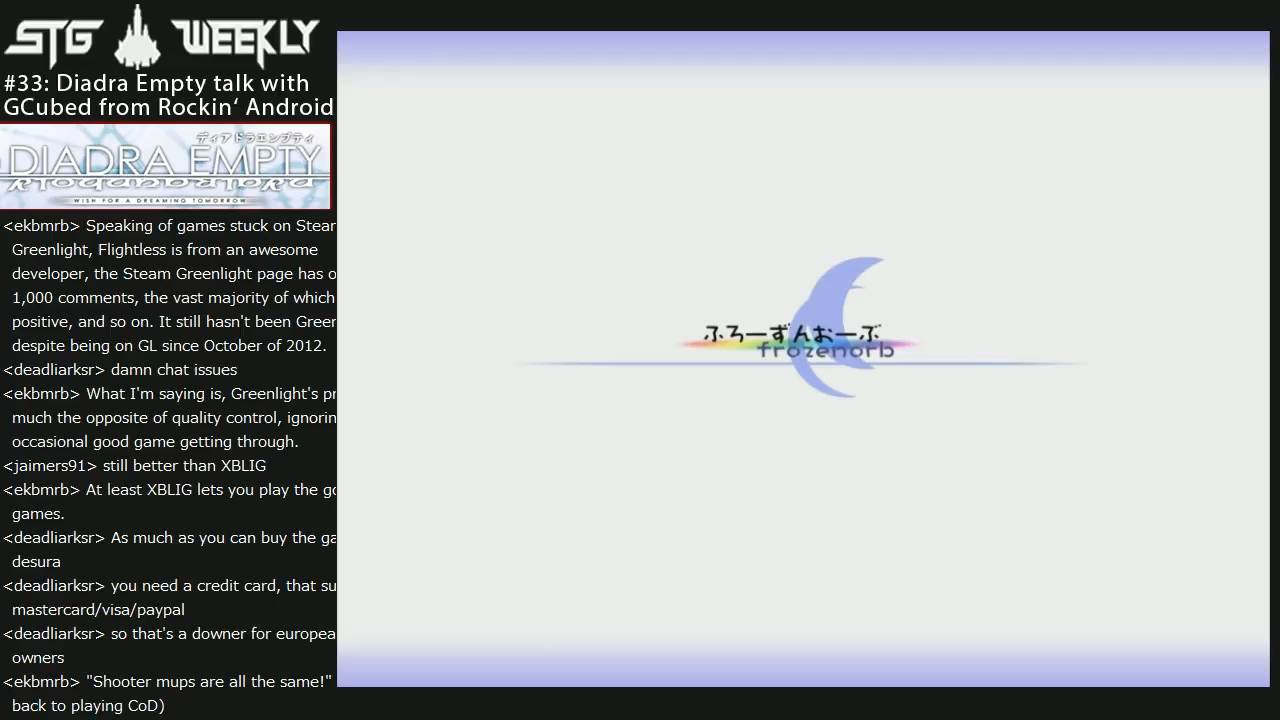 STG WEEKLY
#33: Diadra Empty talk with
GCubed from Rockin‘ Android
ディアドラエンプティ
DIADRA EMPTY
WISH FOR A DREAMING TOMORROW
<ekbmrb> Speaking of games stuck on Stear
Greenlight, Flightless is from an awesome
developer, the Steam Greenlight page has o
1,000 comments, the vast majority of which
positive, and so on. It still hasn't been Greer
despite being on GL since October of 2012.
<deadliarksr> damn chat issues
<ekbmrb> What I'm saying is, Greenlight's pr
much the opposite of quality control, ignorin
occasional good game getting through.
<jaimers91> still better than XBLIG
<ekbmrb> At least XBLIG lets you play the go
games.
<deadliarksr> As much as you can buy the ga
desura
<deadliarksr> you need a credit card, that su
mastercard/visa/paypal
<deadliarksr> so that's a downer for europea
owners
<ekbmrb> "Shooter mups are all the same!"
back to playing CoD)
ふろーずんおーぶ
frozenorb